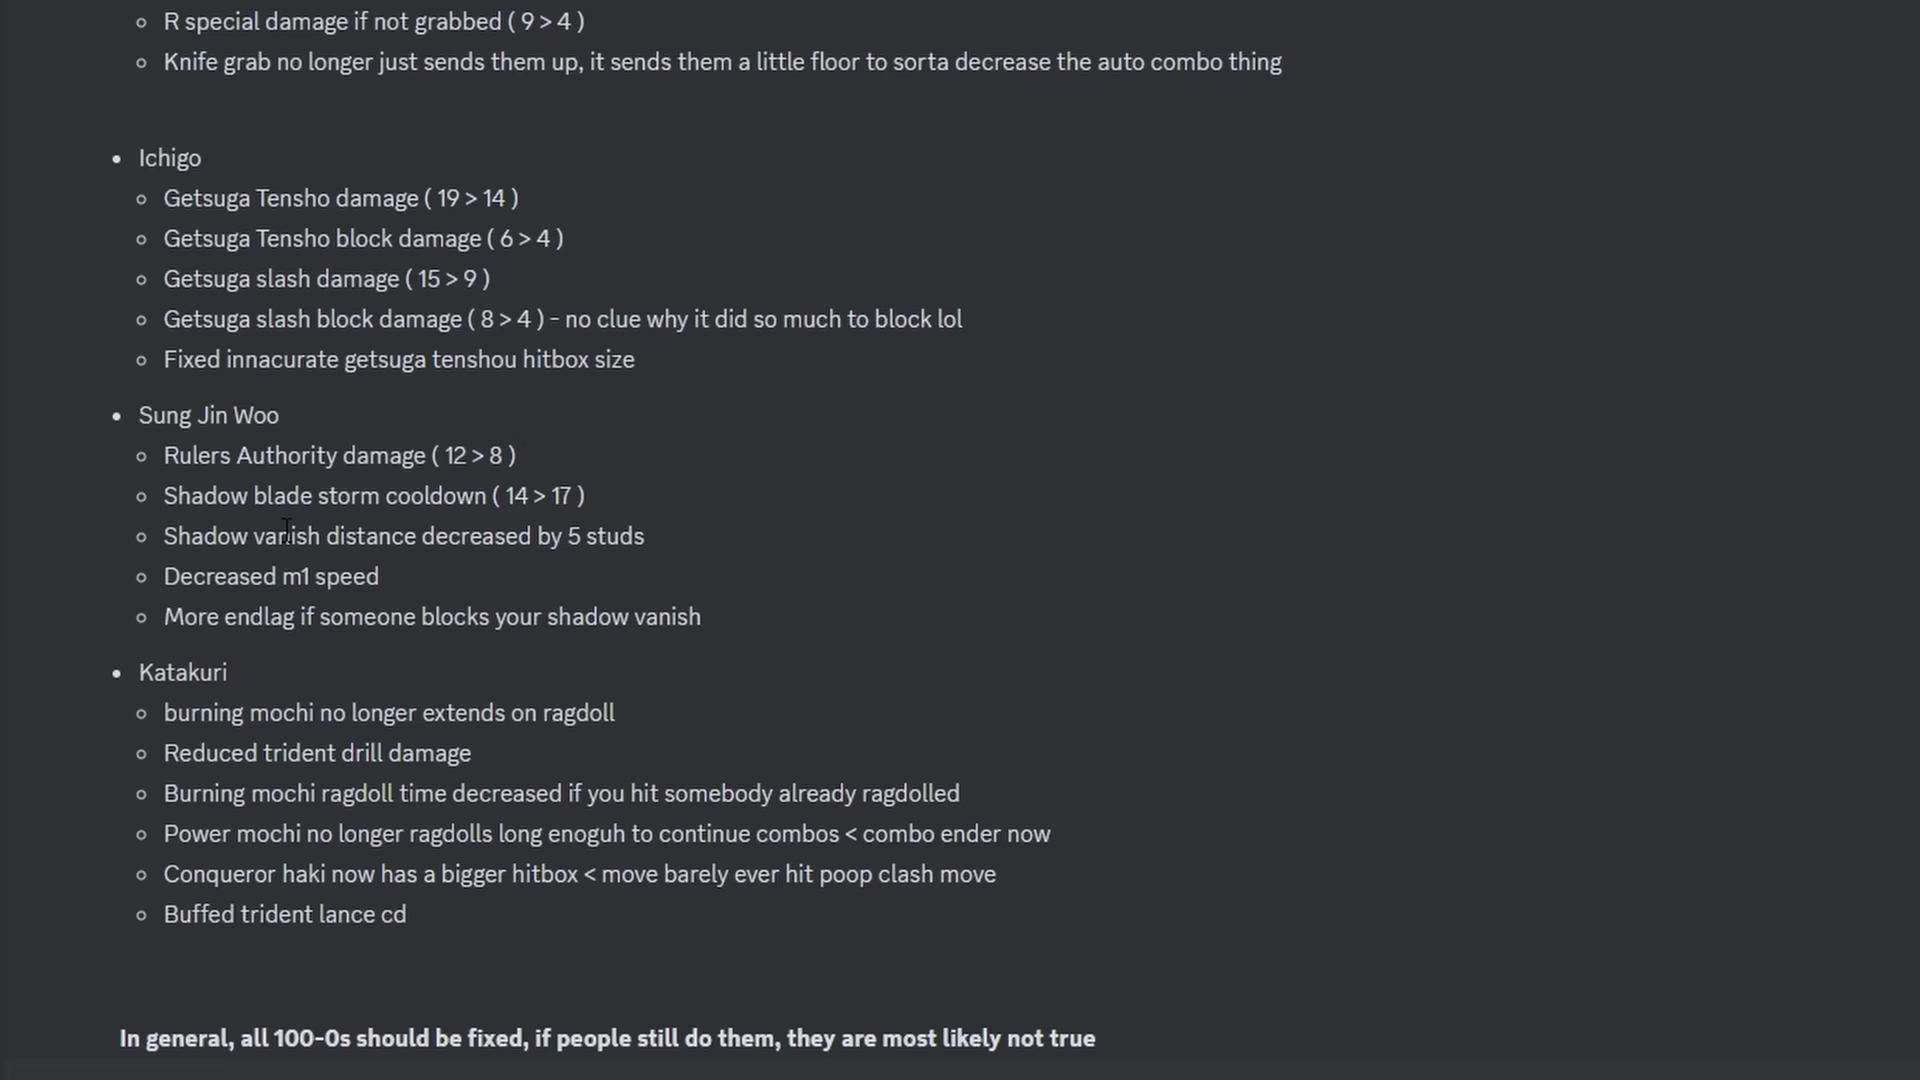 R special damage if not grabbed ( 9 > 4 )
Knife grab no longer just sends them up, it sends them a little floor to sorta decrease the auto combo thing
Ichigo
Getsuga Tensho damage ( 19 > 14 )
Getsuga Tensho block damage ( 6 > 4 )
Getsuga slash damage ( 15 > 9 )
Getsuga slash block damage ( 8 > 4 ) - no clue why it did so much to block lol
Fixed innacurate getsuga tenshou hitbox size
Sung Jin Woo
Rulers Authority damage ( 12 > 8 )
Shadow blade storm cooldown ( 14 > 17 )
Shadow vanish distance decreased by 5 studs
Decreased m1 speed
More endlag if someone blocks your shadow vanish
Katakuri
burning mochi no longer extends on ragdoll
Reduced trident drill damage
Burning mochi ragdoll time decreased if you hit somebody already ragdolled
Power mochi no longer ragdolls long enoguh to continue combos < combo ender now
Conqueror haki now has a bigger hitbox < move barely ever hit poop clash move
Buffed trident lance cd
In general, all 100-0s should be fixed, if people still do them, they are most likely not true